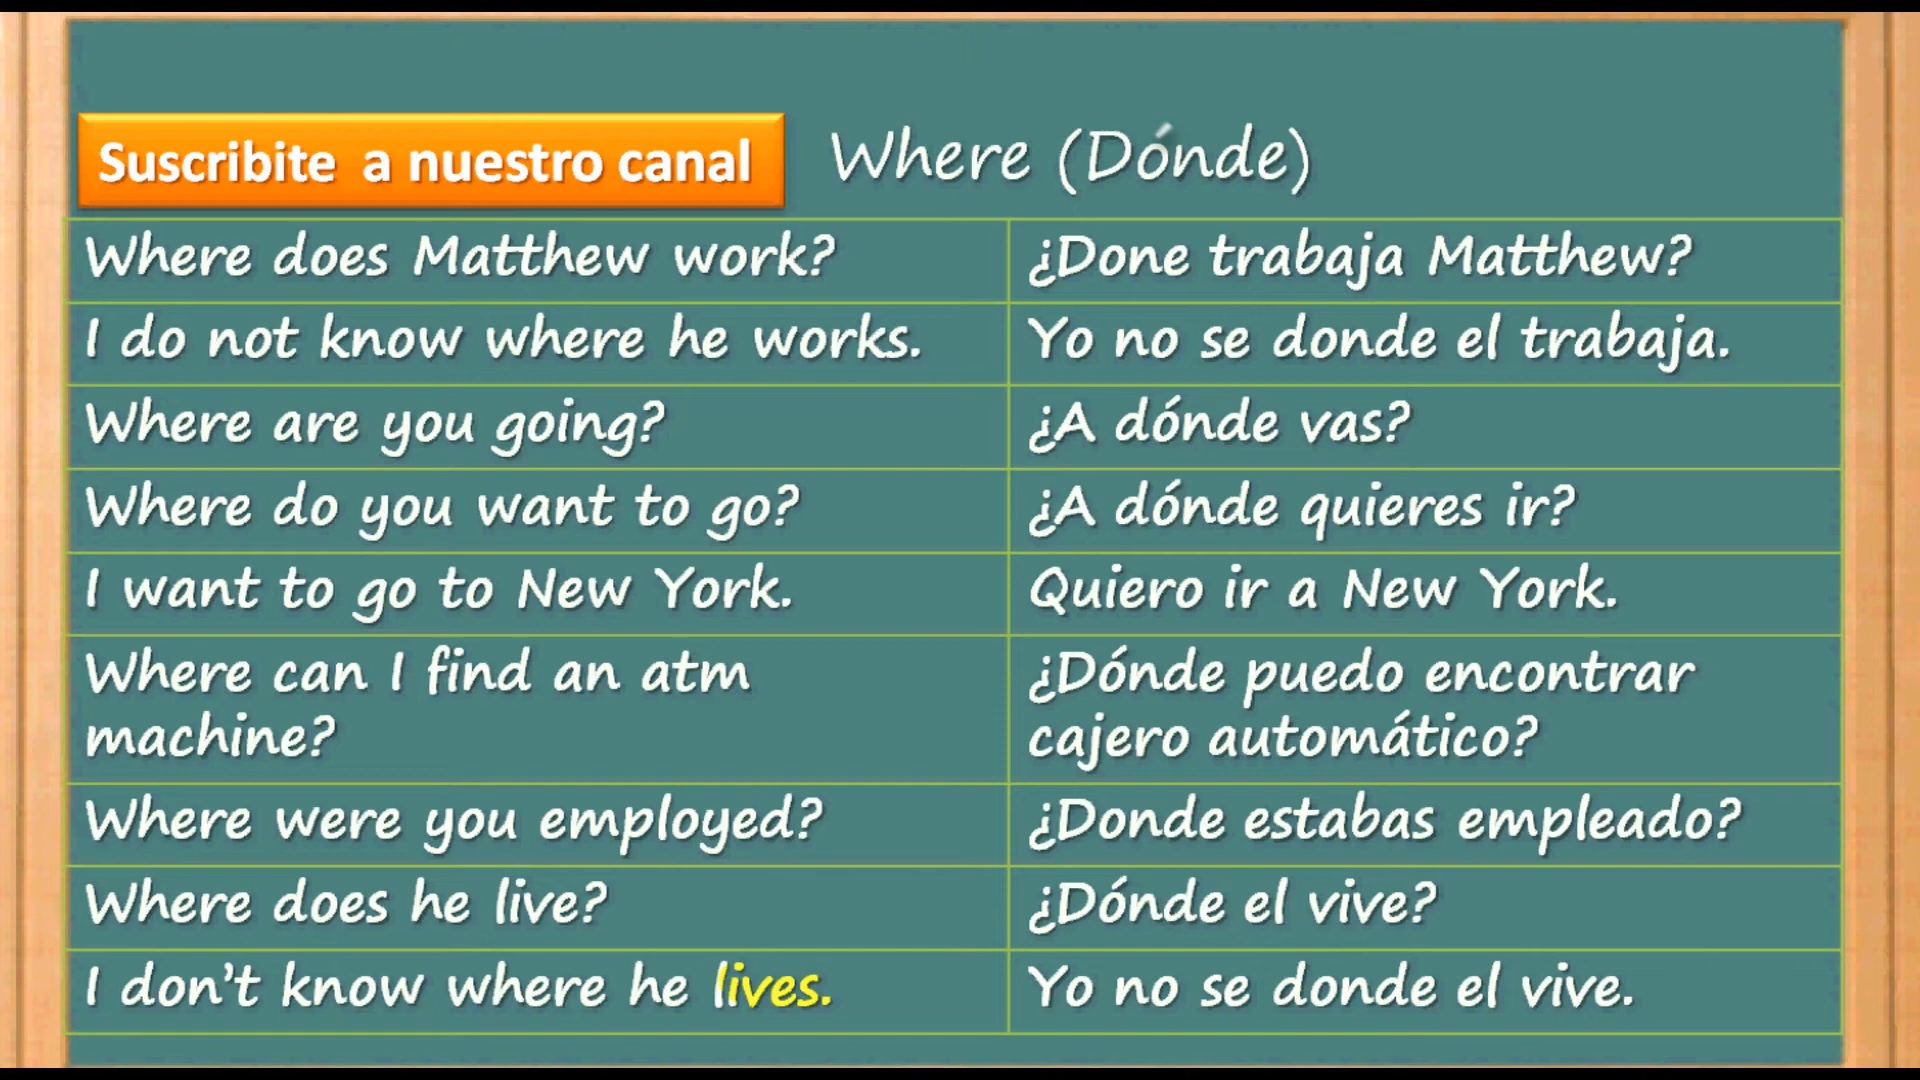 Suscribite a nuestro canal
Where (Dónde)
Where does Matthew work?
¿Done trabaja Matthew?
I do not know where he works.
Yo no se donde el trabaja.
Where are you going?
¿A dónde vas?
Where do you want to go?
¿A dónde quieres ir?
I want to go to New York.
Quiero ir a New York.
Where can I find an atm
machine?
¿Dónde puedo encontrar
cajero automático?
Where were you employed?
¿Donde estabas empleado?
Where does he live?
¿Dónde el vive?
I don't know where he lives.
Yo no se donde el vive.